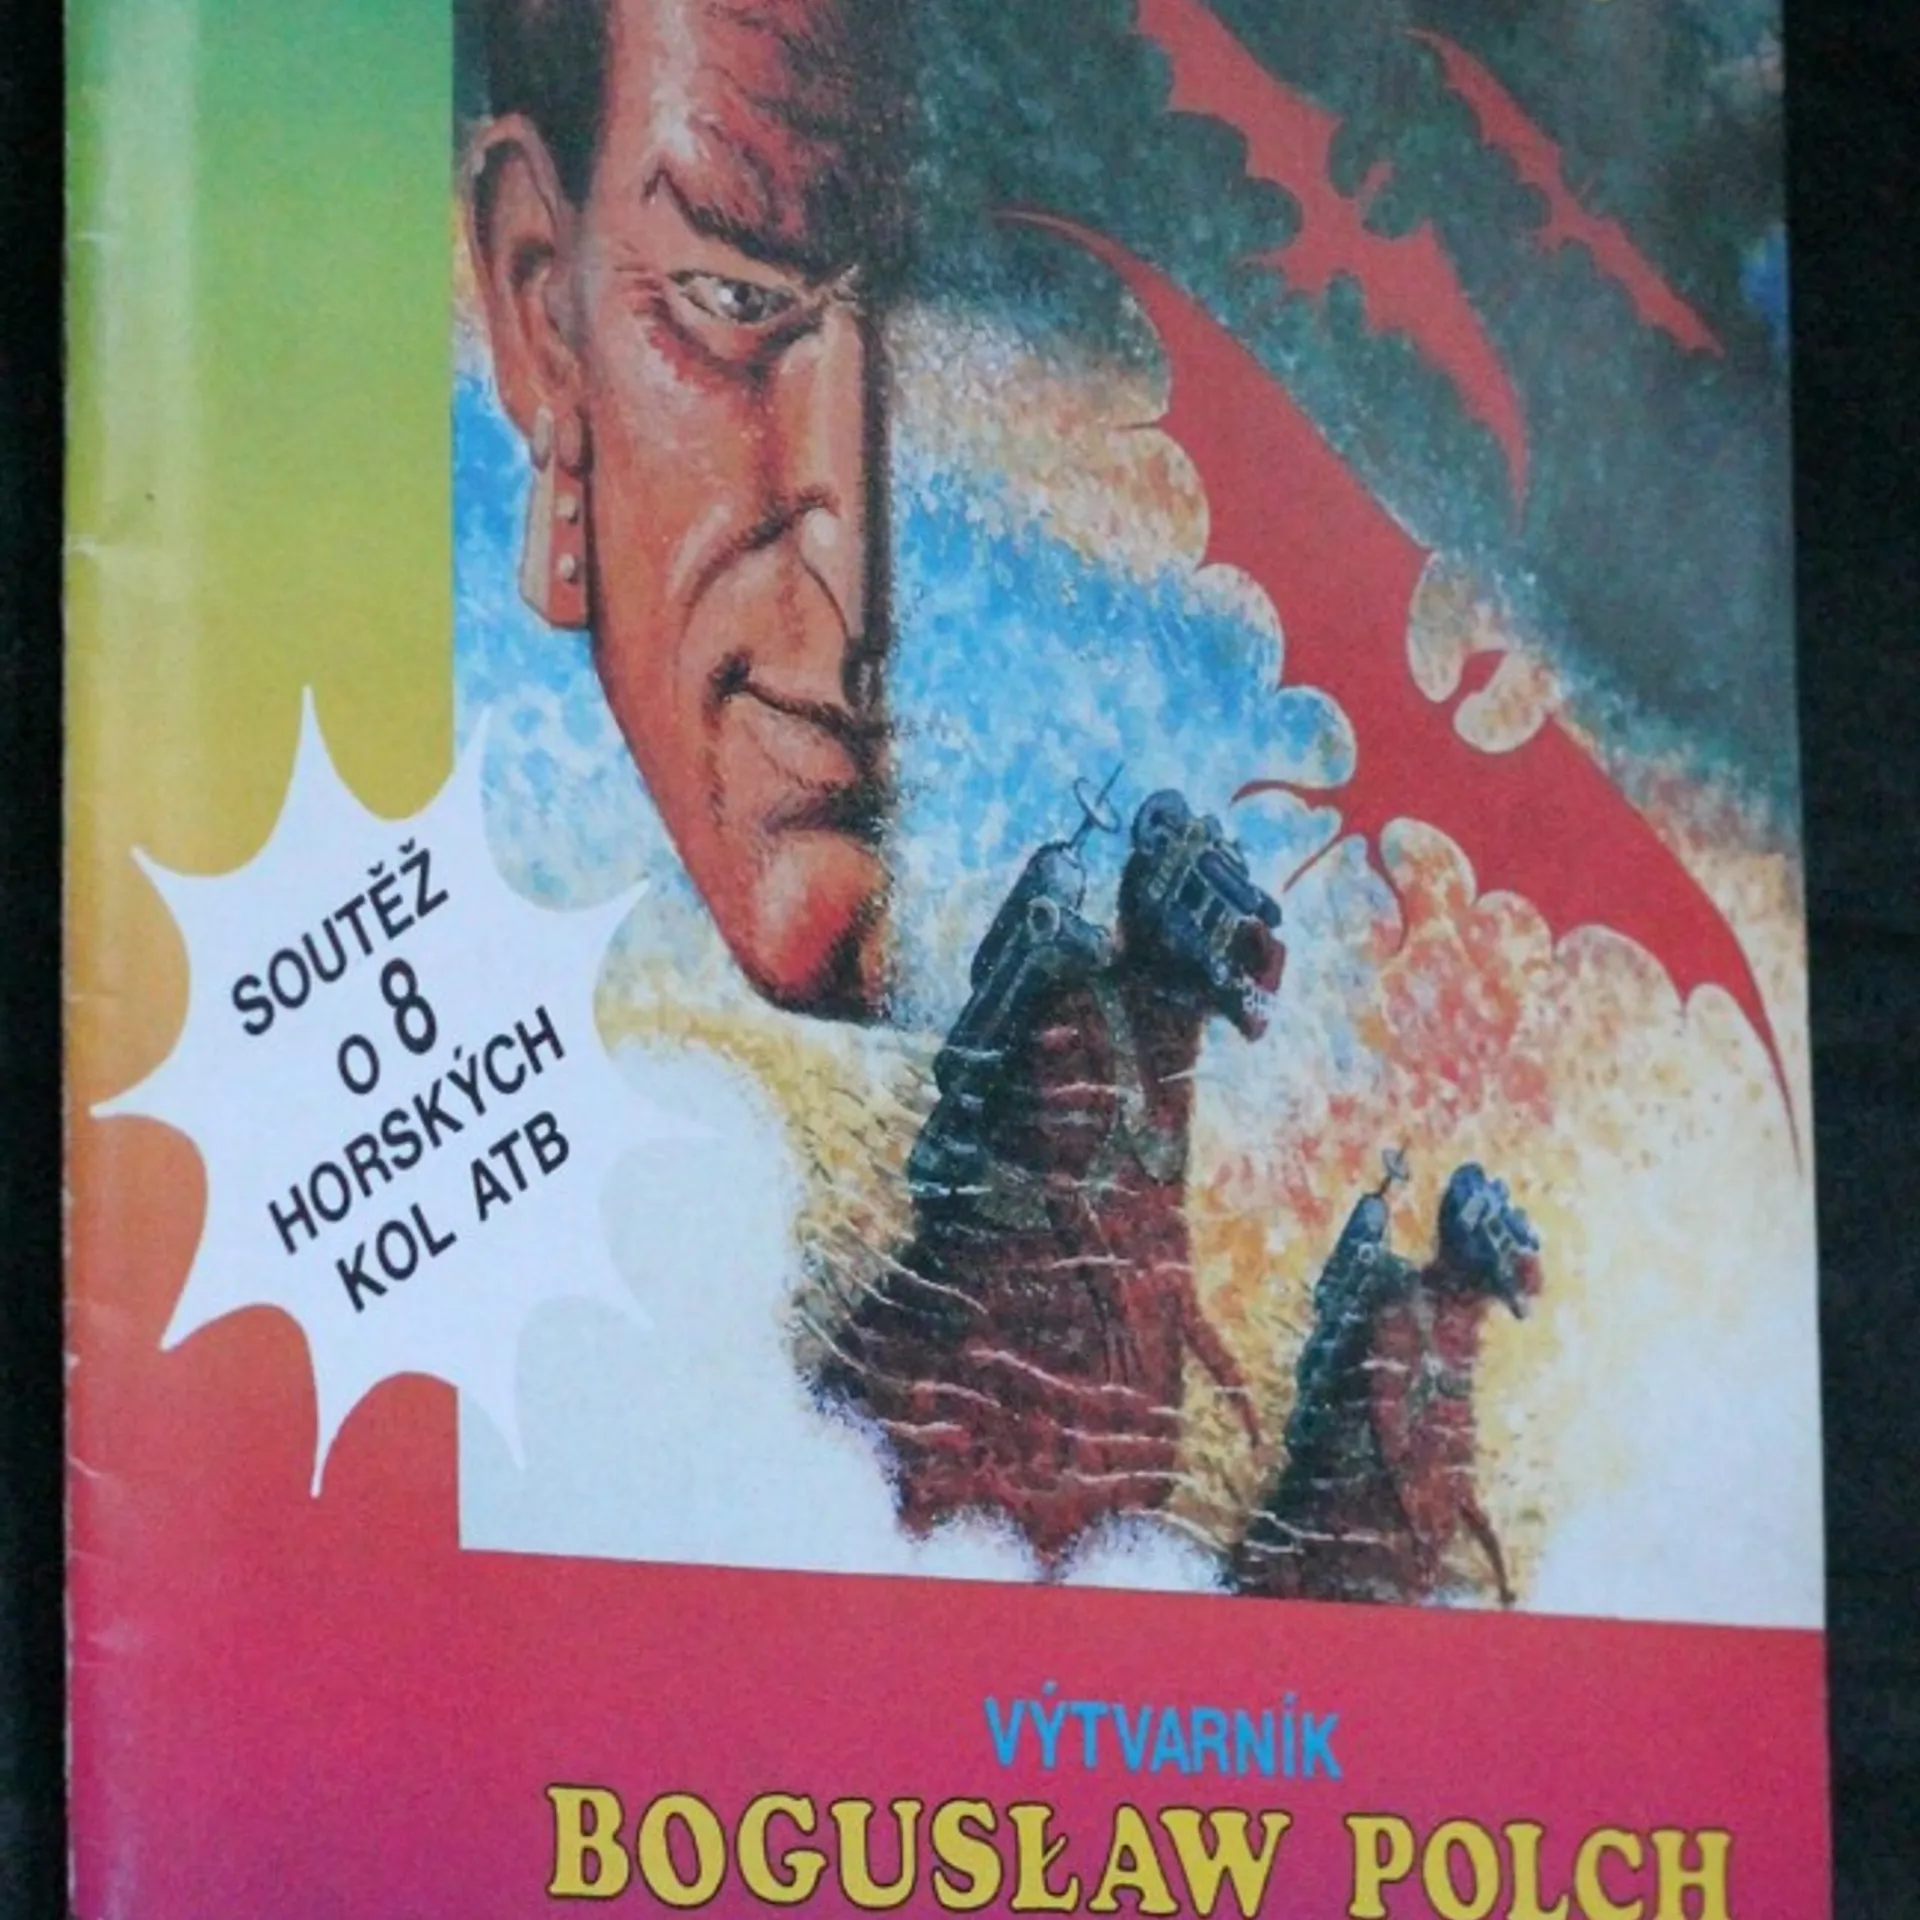 SOUTĚŽ
O 8
HORSKÝCH
KOL ATB
VÝTVARNÍK
BOGUSŁAW POLCH